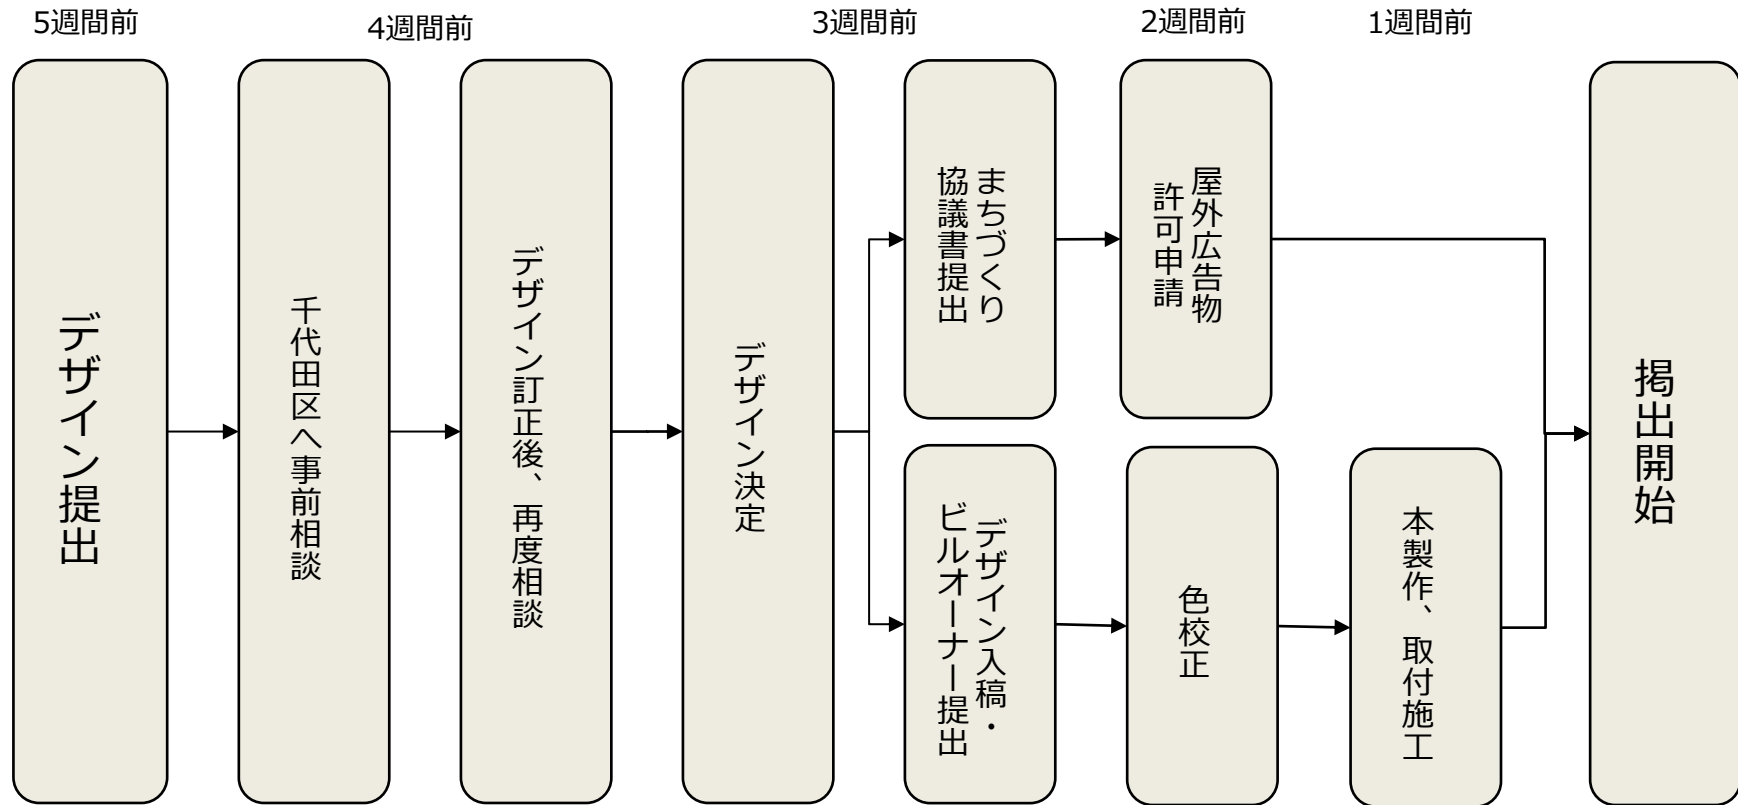 5週間前
4週間前
3週間前
2週間前
1週間前
デザイン提出
千代田区へ事前相談
デザイン訂正後、再度相談
デザイン決定
まちづくり
協議書提出
屋外広告物
許可申請
デザイン入稿・
ビルオーナー提出
色校正
本製作、取付施工
掲出開始